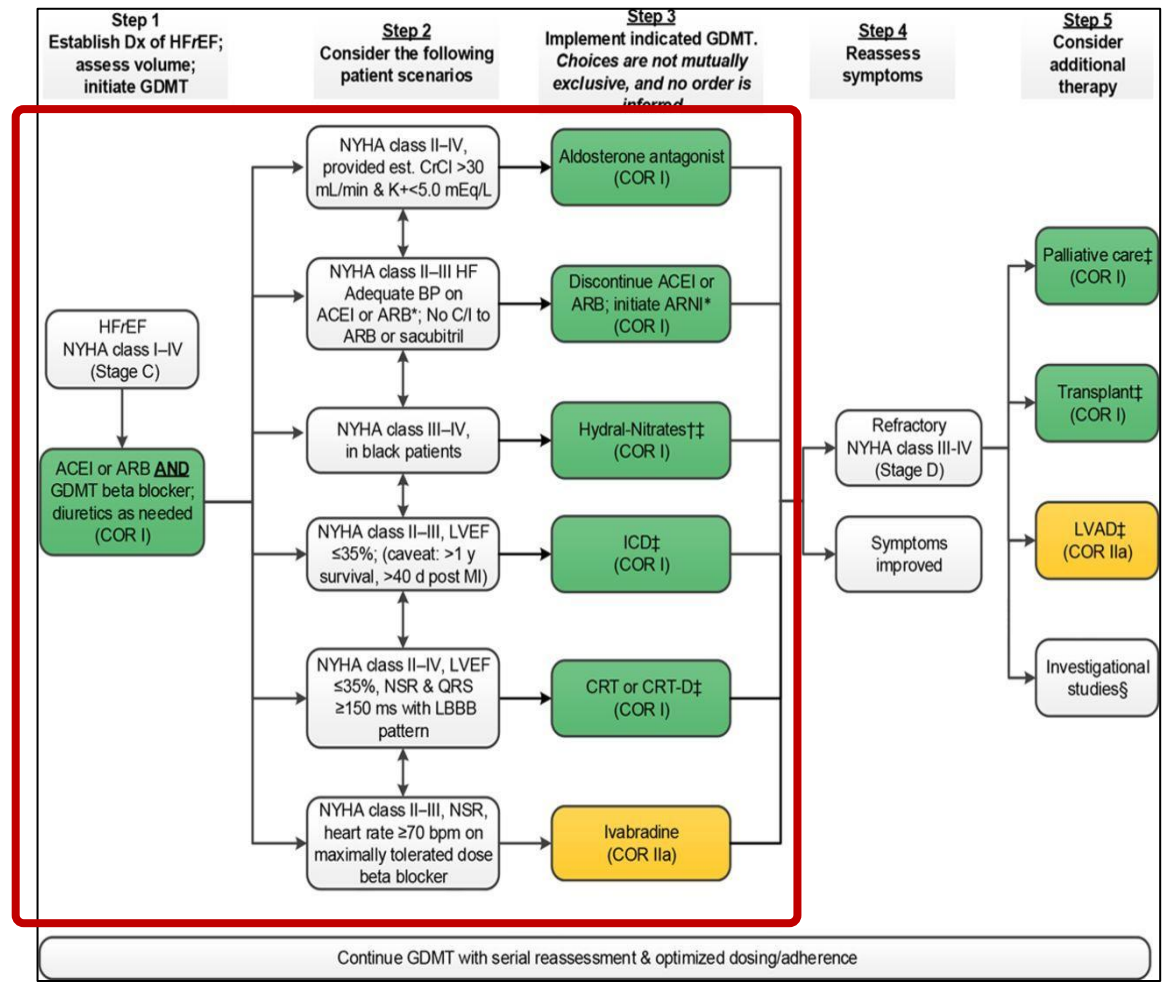 Step 1
Establish Dx of HFrEF;
assess volume;
initiate GDMT
Step 2
Consider the following
patient scenarios
Step 3
Implement indicated GDMT.
Choices are not mutually
exclusive, and no order is
inferred
Step 4
Reassess
symptoms
Step 5
Consider
additional
therapy
HFrEF
NYHA class I–IV
(Stage C)
ACEI or ARB AND
GDMT beta blocker;
diuretics as needed
(COR I)
NYHA class II–IV,
provided est. CrCl >30
mL/min & K+<5.0 mEq/L
Aldosterone antagonist
(COR I)
NYHA class II–III HF
Adequate BP on
ACEI or ARB*; No C/I to
ARB or sacubitril
Discontinue ACEI or
ARB; initiate ARNI*
(COR I)
NYHA class III–IV,
in black patients
Hydral-Nitrates†‡
(COR I)
NYHA class II–III, LVEF
≤35%; (caveat: >1 y
survival, >40 d post MI)
ICD‡
(COR I)
NYHA class II–IV, LVEF
≤35%, NSR & QRS
≥150 ms with LBBB
pattern
CRT or CRT-D‡
(COR I)
NYHA class II–III, NSR,
heart rate ≥70 bpm on
maximally tolerated dose
beta blocker
Ivabradine
(COR IIa)
Refractory
NYHA class III-IV
(Stage D)
Symptoms
improved
Palliative care‡
(COR I)
Transplant‡
(COR I)
LVAD‡
(COR IIa)
Investigational
studies§
Continue GDMT with serial reassessment & optimized dosing/adherence